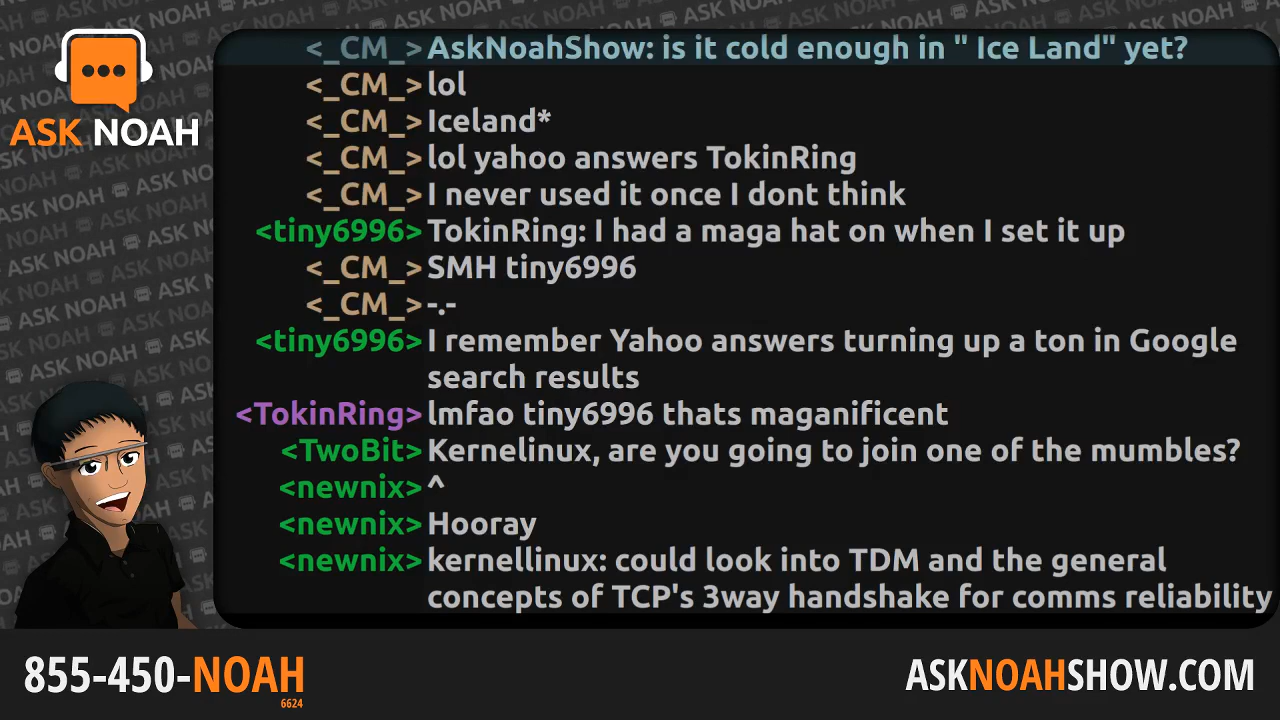 ASK NOAH
<_CM_> AskNoahShow: is it cold enough in " Ice Land" yet?
<_CM_> lol
<_CM_> Iceland*
<_CM_> lol yahoo answers TokinRing
<_CM_> I never used it once I dont think
<tiny6996> TokinRing: I had a maga hat on when I set it up
<_CM_> SMH tiny6996
<_CM_> -.-
<tiny6996> I remember Yahoo answers turning up a ton in Google
search results
<TokinRing> lmfao tiny6996 thats maganificent
<TwoBit> Kernelinux, are you going to join one of the mumbles?
<newnix> ^
<newnix> Hooray
<newnix> kernellinux: could look into TDM and the general
concepts of TCP's 3way handshake for comms reliability
855-450-NOAH
6624
ASKNOAHSHOW.COM